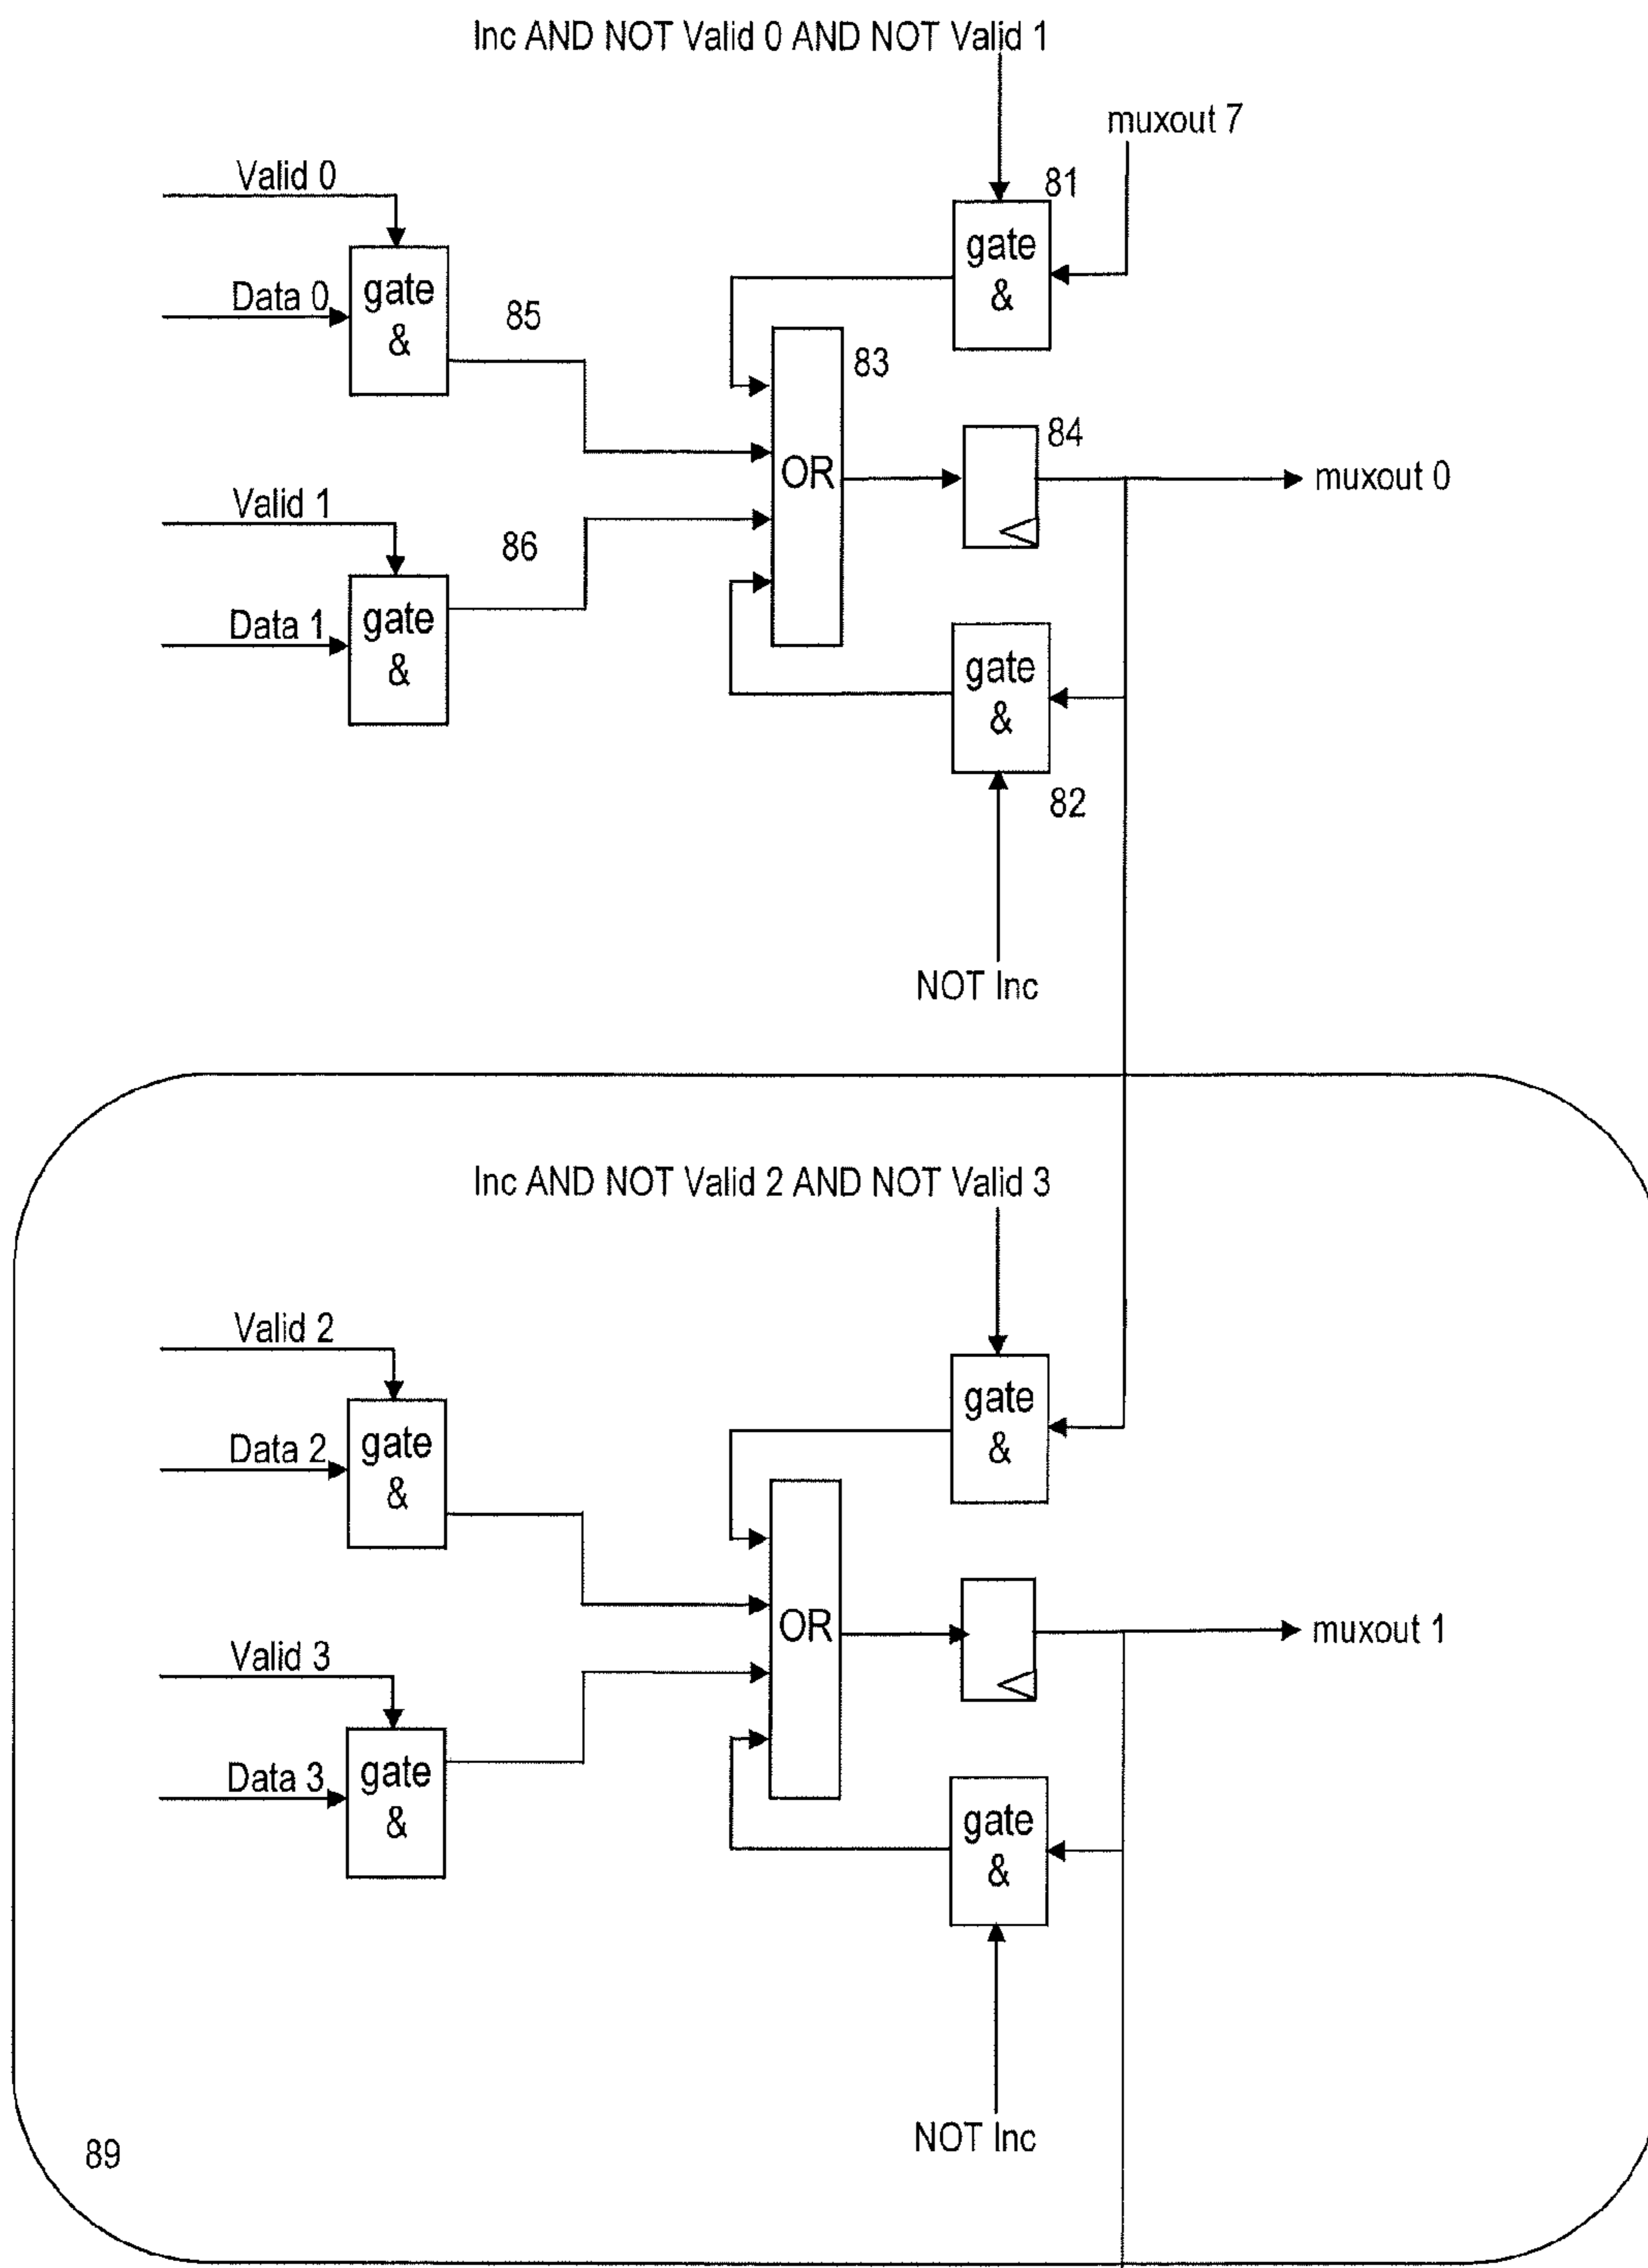 Inc AND NOT Valid 0 AND NOT Valid 1
muxout 7
Valid 0
81
gate
&
Data 0
gate
&
85
83
84
OR
muxout 0
Valid 1
86
Data 1
gate
&
gate
&
82
NOT Inc
Inc AND NOT Valid 2 AND NOT Valid 3
Valid 2
gate
&
Data 2
gate
&
OR
muxout 1
Valid 3
Data 3
gate
&
gate
&
NOT Inc
89